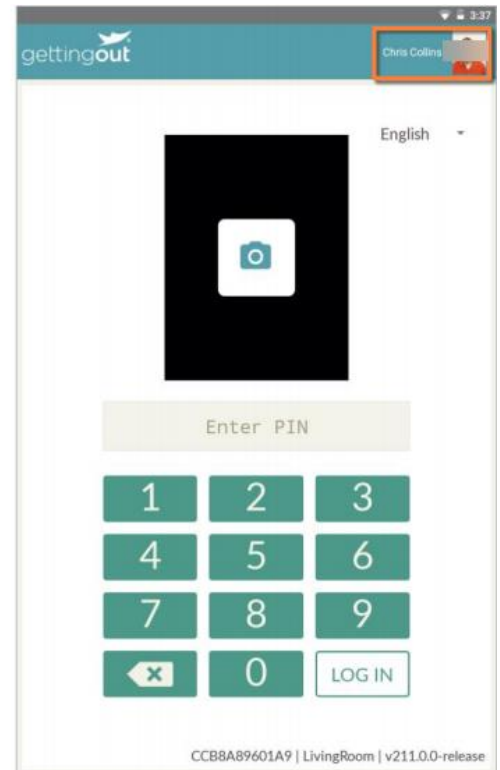 3:37
gettingout
Chris Collins
English
Enter PIN
1 2 3
4 5 6
7 8 9
0 LOG IN
CCB8A89601A9 | LivingRoom | v211.0.0-release